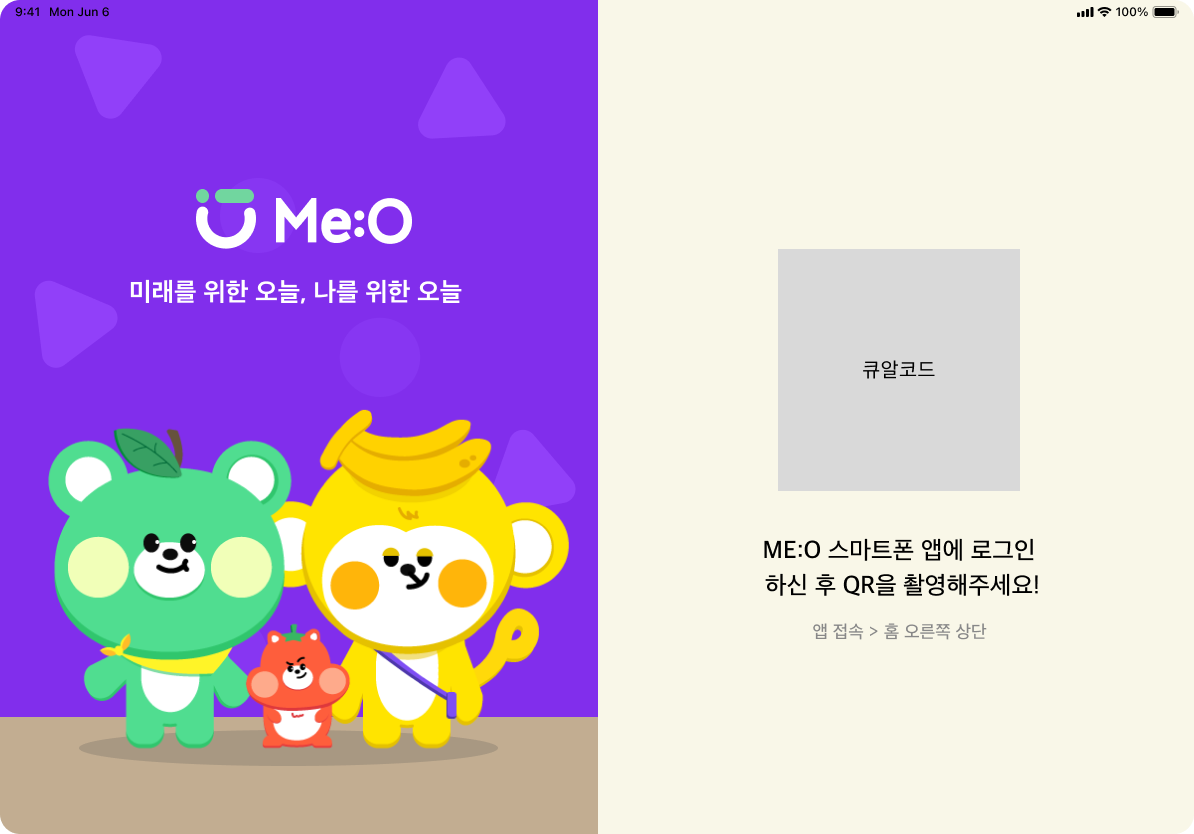 9:41 Mon Jun 6
100%
Me:O
미래를 위한 오늘, 나를 위한 오늘
큐알코드
ME:O 스마트폰 앱에 로그인
하신 후 QR을 촬영해주세요!
앱 접속 > 홈 오른쪽 상단